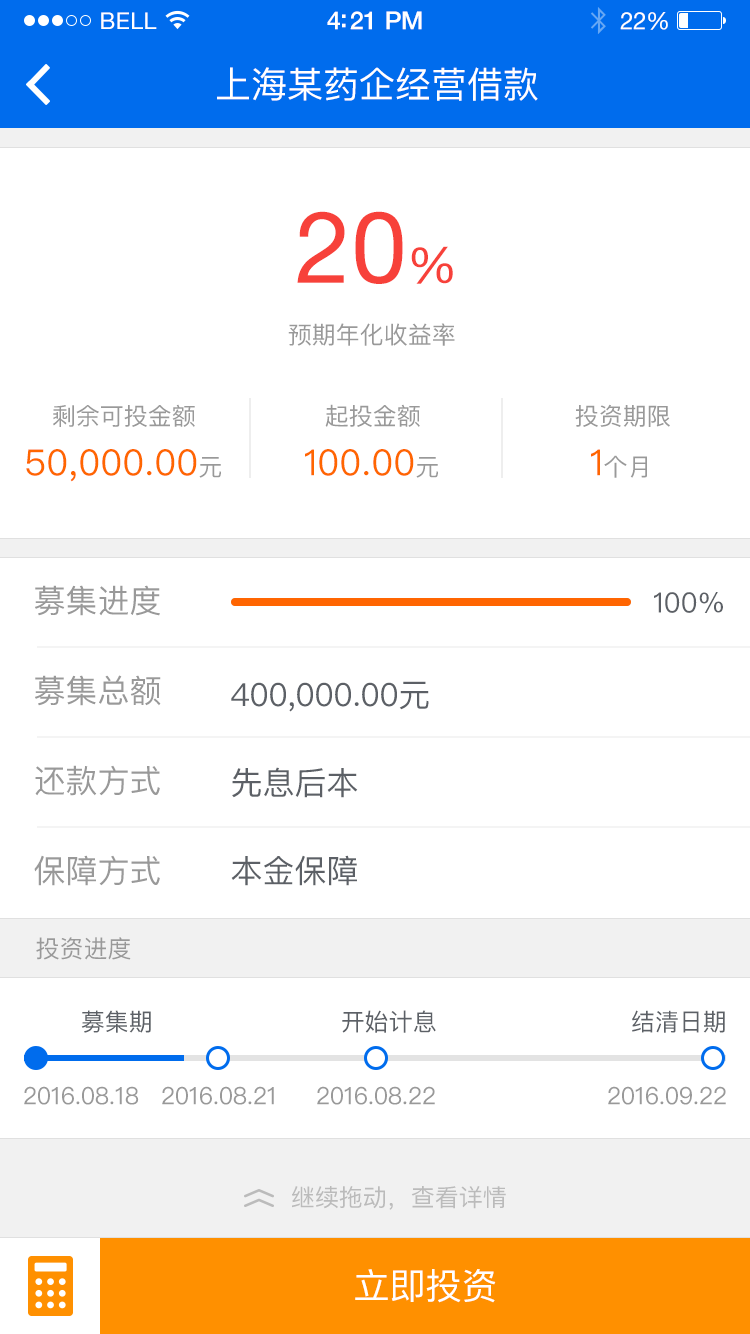 BELL 4:21 PM 22%
上海某药企经营借款
20%
预期年化收益率
剩余可投金额 起投金额 投资期限
50,000.00元 100.00元 1个月
募集进度 100%
募集总额 400,000.00元
还款方式 先息后本
保障方式 本金保障
投资进度
募集期 开始计息 结清日期
2016.08.18 2016.08.21 2016.08.22 2016.09.22
继续拖动，查看详情
立即投资